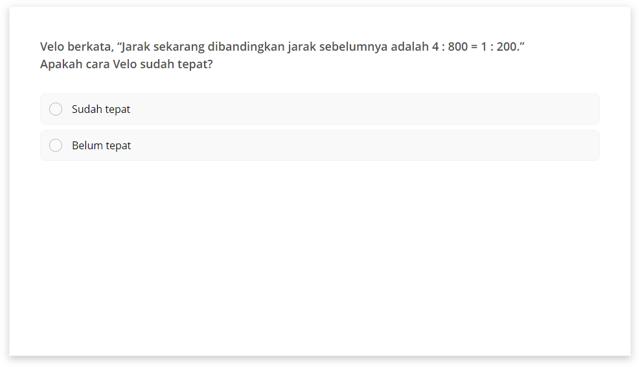 Velo berkata, “Jarak sekarang dibandingkan jarak sebelumnya adalah 4 : 800 = 1 : 200.”
Apakah cara Velo sudah tepat?
Sudah tepat
Belum tepat